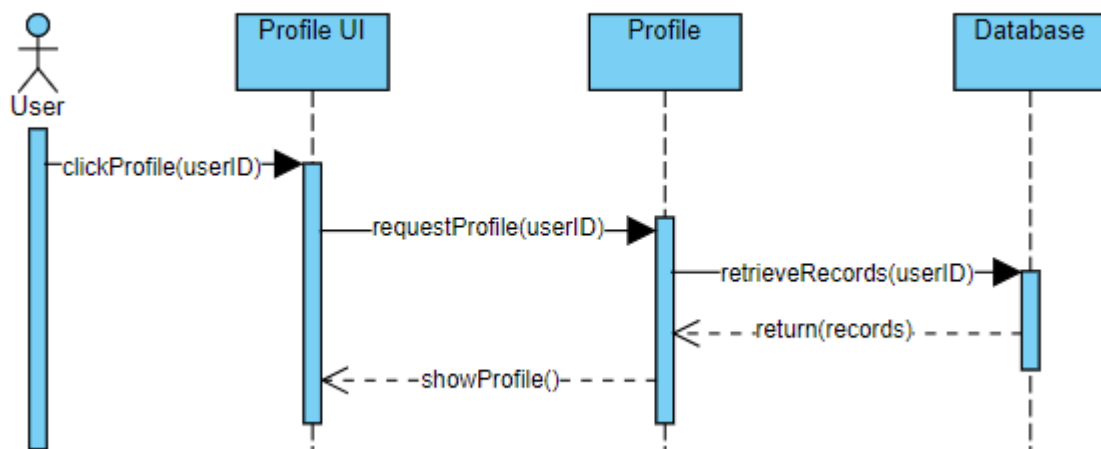 Profile UI
Profile
Database
User
clickProfile(userID)
requestProfile(userID)
retrieveRecords(userID)
return(records)
showProfile()